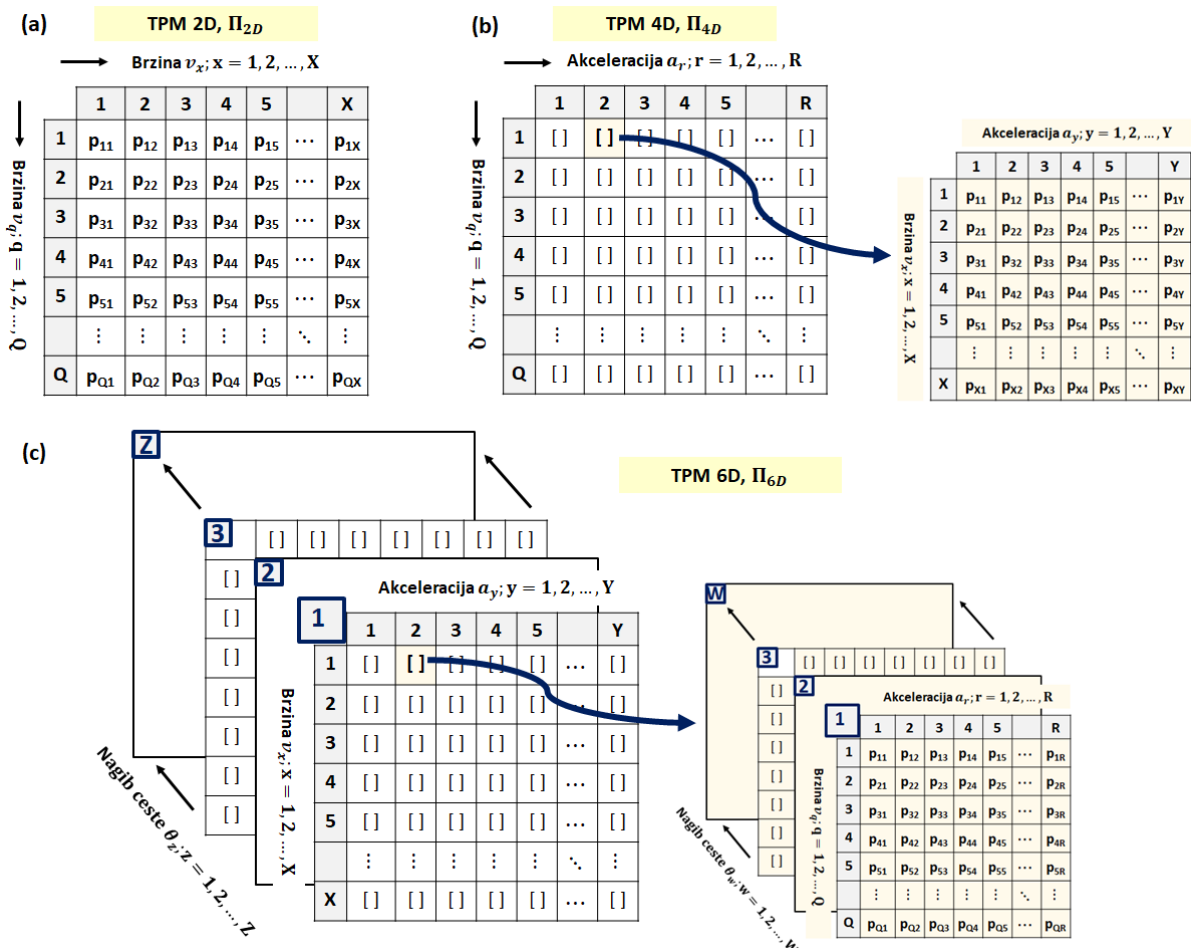 (a)
TPM 2D, Π2D
Brzina vx; x = 1, 2, ..., X
Brzina vq; q = 1, 2, ..., Q
1 2 3 4 5 X
1 p11 p12 p13 p14 p15 ⋯ p1X
2 p21 p22 p23 p24 p25 ⋯ p2X
3 p31 p32 p33 p34 p35 ⋯ p3X
4 p41 p42 p43 p44 p45 ⋯ p4X
5 p51 p52 p53 p54 p55 ⋯ p5X
⋮ ⋮ ⋮ ⋮ ⋮ ⋱ ⋮
Q pQ1 pQ2 pQ3 pQ4 pQ5 ⋯ pQX
(b)
TPM 4D, Π4D
Akceleracija ar; r = 1, 2, ..., R
Brzina vq; q = 1, 2, ..., Q
1 2 3 4 5 R
1 [ ] [ ] [ ] [ ] [ ] ⋯ [ ]
2 [ ] [ ] [ ] [ ] [ ] ⋯ [ ]
3 [ ] [ ] [ ] [ ] [ ] ⋯ [ ]
4 [ ] [ ] [ ] [ ] [ ] ⋯ [ ]
5 [ ] [ ] [ ] [ ] [ ] ⋯ [ ]
⋮ ⋮ ⋮ ⋮ ⋮ ⋱ ⋮
Q [ ] [ ] [ ] [ ] [ ] ⋯ [ ]
Akceleracija ay; y = 1, 2, ..., Y
Brzina vx; x = 1, 2, ..., X
1 2 3 4 5 Y
1 p11 p12 p13 p14 p15 ⋯ p1Y
2 p21 p22 p23 p24 p25 ⋯ p2Y
3 p31 p32 p33 p34 p35 ⋯ p3Y
4 p41 p42 p43 p44 p45 ⋯ p4Y
5 p51 p52 p53 p54 p55 ⋯ p5Y
⋮ ⋮ ⋮ ⋮ ⋮ ⋱ ⋮
X pX1 pX2 pX3 pX4 pX5 ⋯ pXY
(c)
TPM 6D, Π6D
Z
3 [ ] [ ] [ ] [ ] [ ] [ ] [ ]
[ ]
[ ]
[ ]
[ ]
[ ]
[ ]
[ ]
2
Akceleracija ay; y = 1, 2, ..., Y
Brzina vx; x = 1, 2, ..., X
Nagib ceste θz; z = 1, 2, ..., Z
1
1 2 3 4 5 Y
1 [ ] [ ] [ ] [ ] [ ] ⋯ [ ]
2 [ ] [ ] [ ] [ ] [ ] ⋯ [ ]
3 [ ] [ ] [ ] [ ] [ ] ⋯ [ ]
4 [ ] [ ] [ ] [ ] [ ] ⋯ [ ]
5 [ ] [ ] [ ] [ ] [ ] ⋯ [ ]
⋮ ⋮ ⋮ ⋮ ⋮ ⋱ ⋮
X [ ] [ ] [ ] [ ] [ ] ⋯ [ ]
W
3 [ ] [ ] [ ] [ ] [ ] [ ] [ ]
[ ]
[ ]
[ ]
[ ]
[ ]
[ ]
[ ]
2
Akceleracija ar; r = 1, 2, ..., R
Brzina vq; q = 1, 2, ..., Q
Nagib ceste θw; w = 1, 2, ..., W
1
1 2 3 4 5 R
1 p11 p12 p13 p14 p15 ⋯ p1R
2 p21 p22 p23 p24 p25 ⋯ p2R
3 p31 p32 p33 p34 p35 ⋯ p3R
4 p41 p42 p43 p44 p45 ⋯ p4R
5 p51 p52 p53 p54 p55 ⋯ p5R
⋮ ⋮ ⋮ ⋮ ⋮ ⋱ ⋮
Q pQ1 pQ2 pQ3 pQ4 pQ5 ⋯ pQR